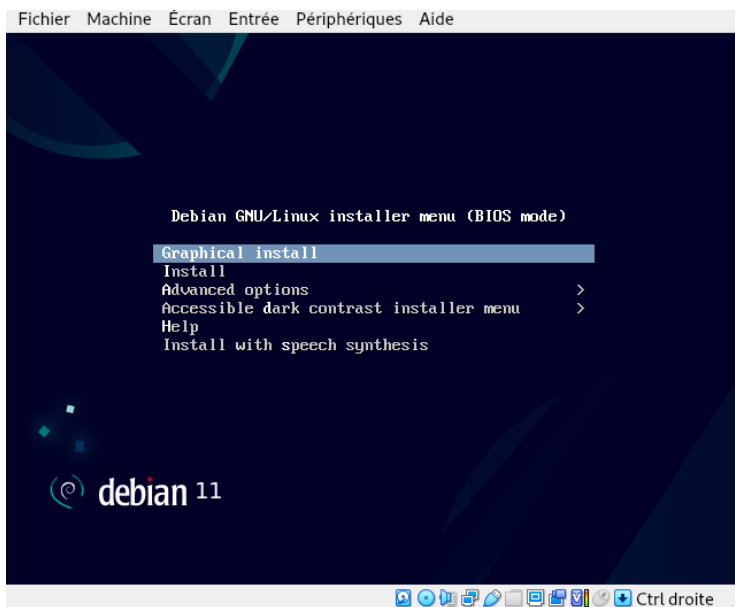 Fichier Machine Écran Entrée Périphériques Aide
Debian GNU/Linux installer menu (BIOS mode)
Graphical install
Install
Advanced options >
Accessible dark contrast installer menu >
Help
Install with speech synthesis
debian 11
Ctrl droite